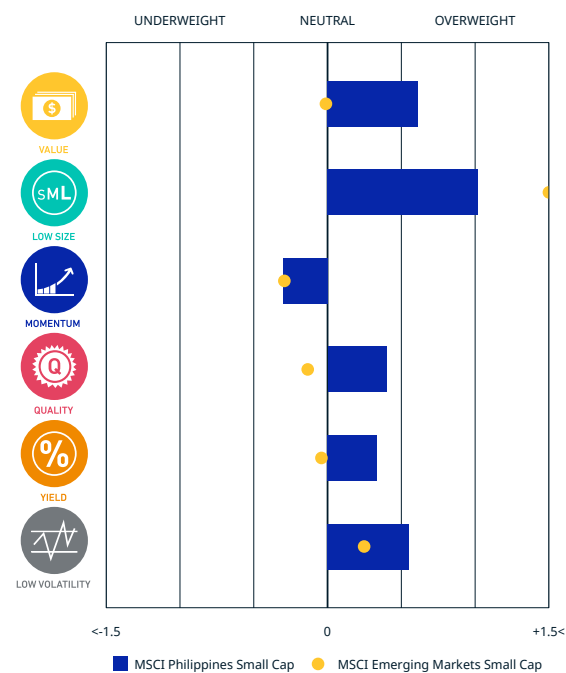 UNDERWEIGHT NEUTRAL OVERWEIGHT
$
VALUE
SML
LOW SIZE
MOMENTUM
Q
QUALITY
%
YIELD
LOW VOLATILITY
<-1.5 0 +1.5<
MSCI Philippines Small Cap MSCI Emerging Markets Small Cap